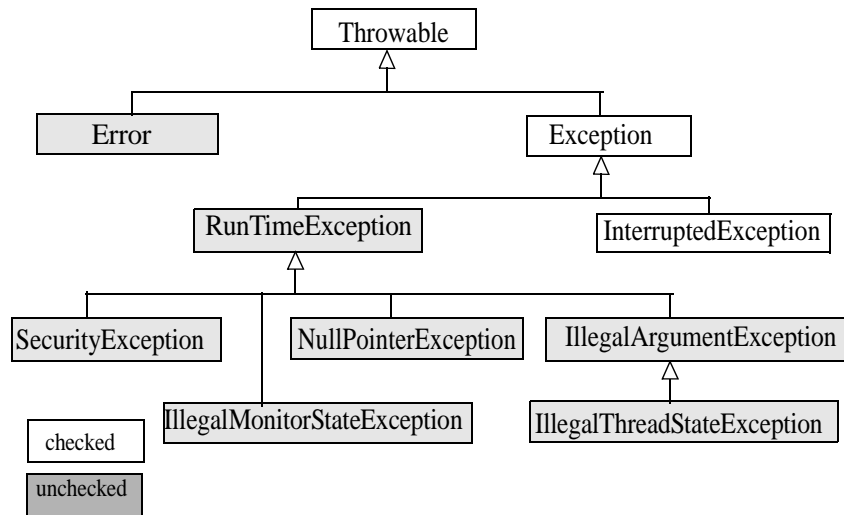 Throwable
Error
Exception
RunTimeException
InterruptedException
SecurityException
NullPointerException
IllegalArgumentException
IllegalMonitorStateException
IllegalThreadStateException
checked
unchecked